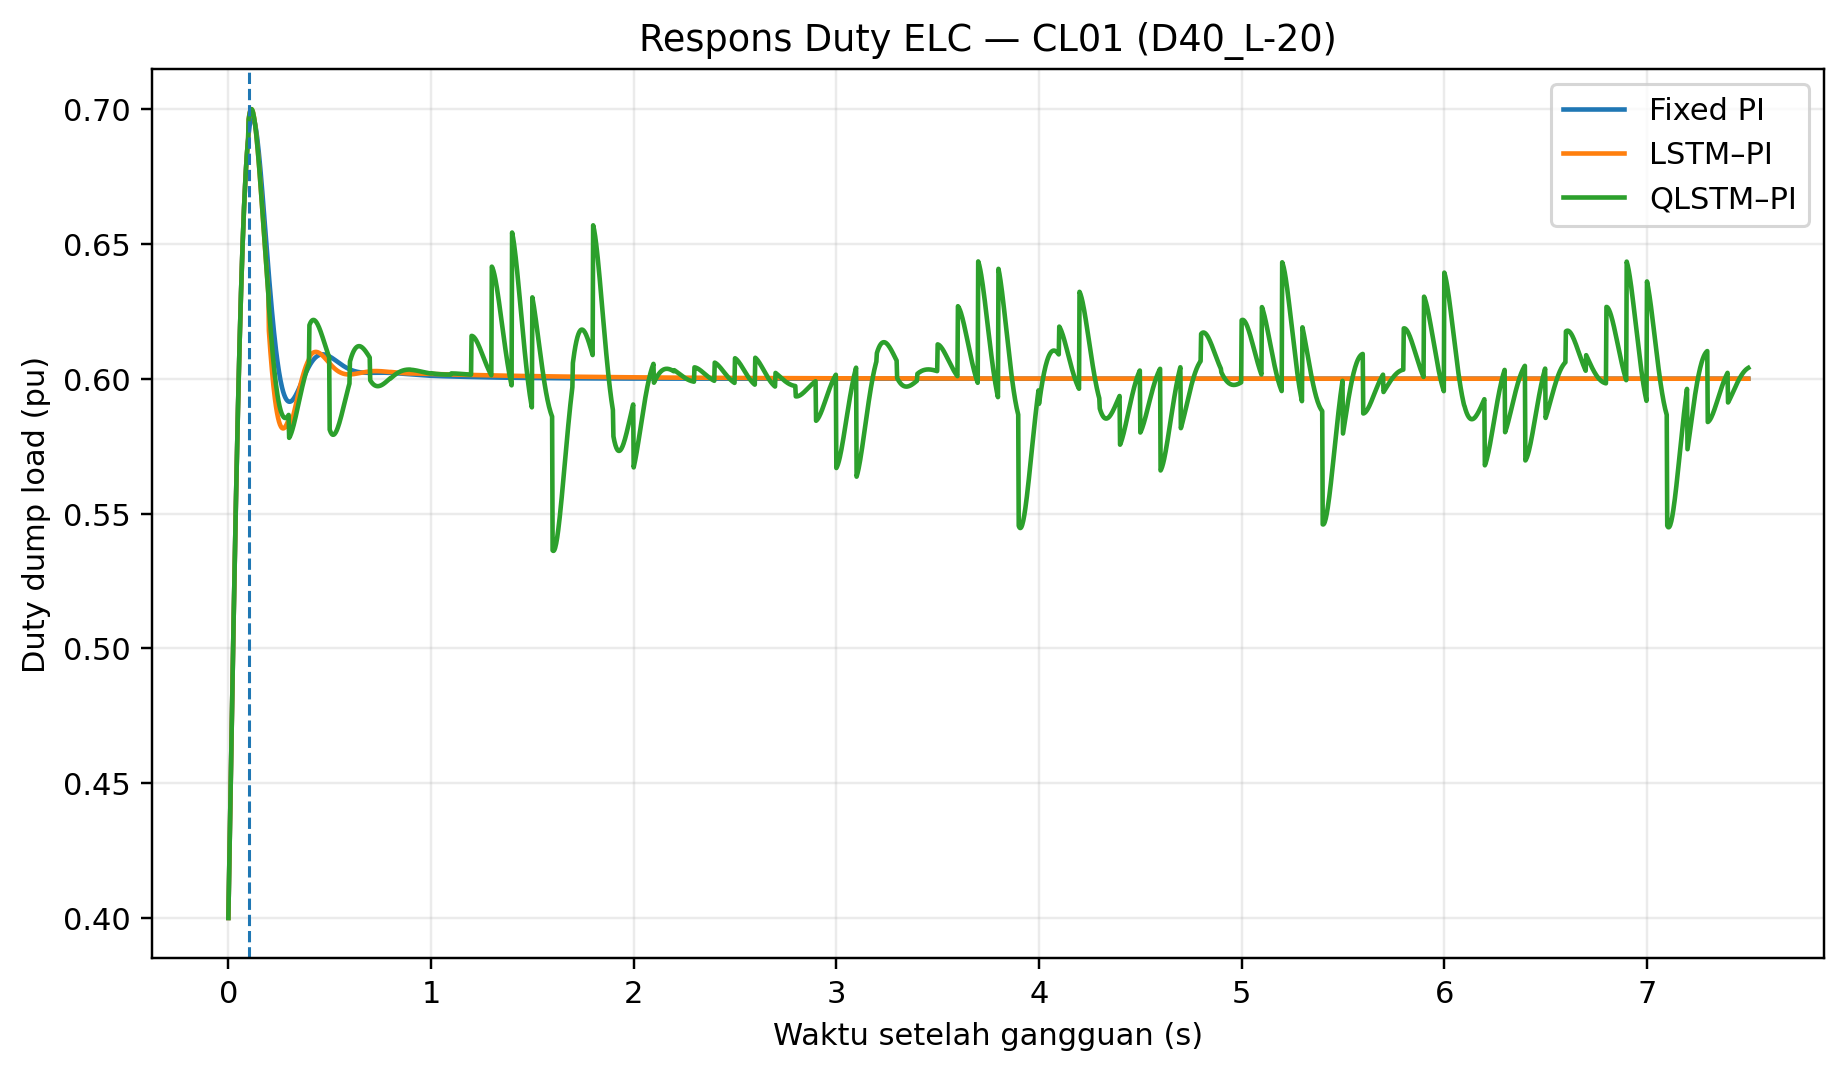 Respons Duty ELC — CL01 (D40_L-20)
Fixed PI
LSTM–PI
QLSTM–PI
Duty dump load (pu)
0.70
0.65
0.60
0.55
0.50
0.45
0.40
0 1 2 3 4 5 6 7
Waktu setelah gangguan (s)